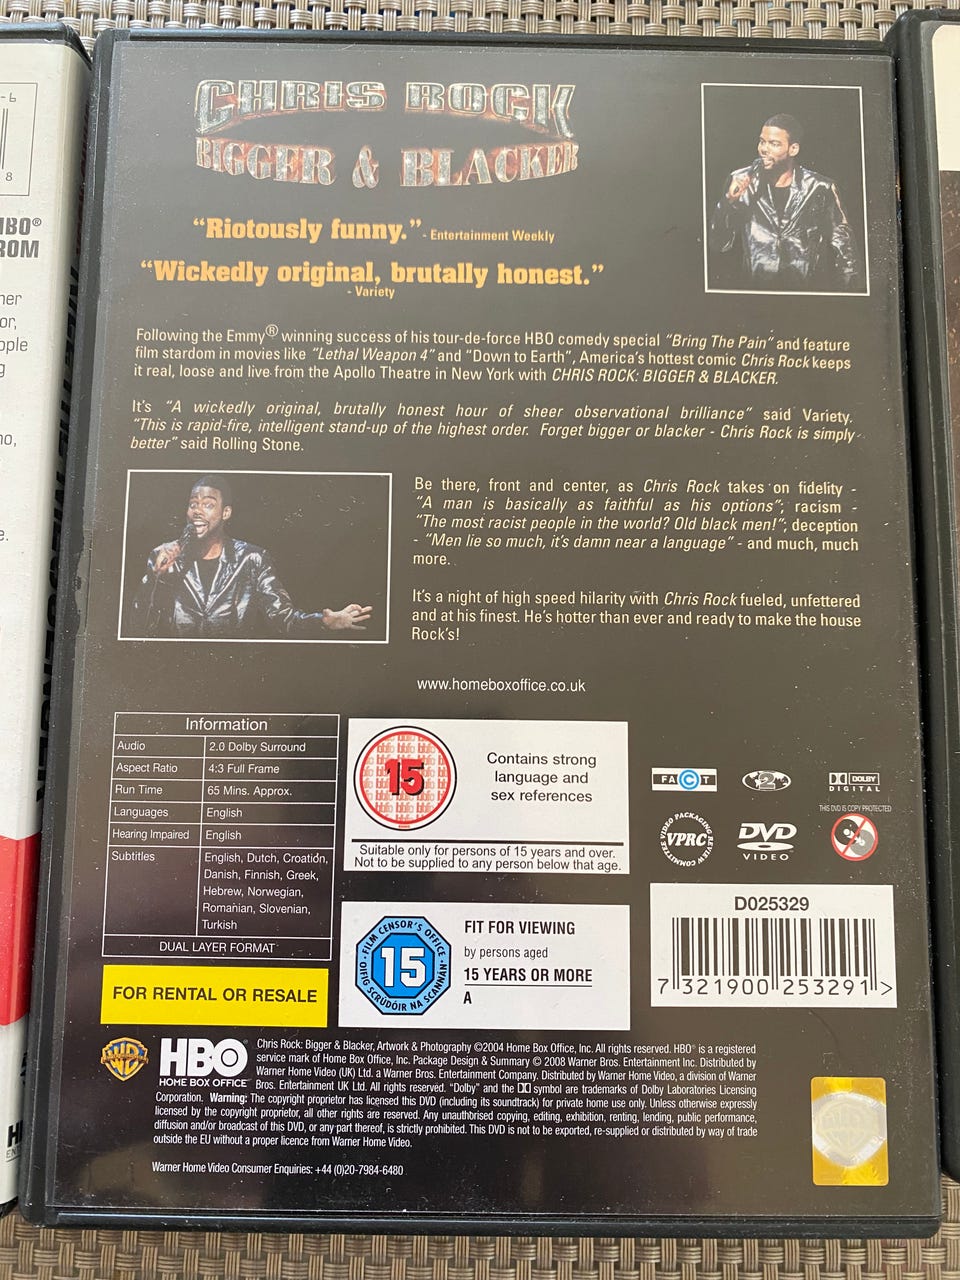 CHRIS ROCK
BIGGER & BLACKER
“Riotously funny.” - Entertainment Weekly
“Wickedly original, brutally honest.”
- Variety
Following the Emmy® winning success of his tour-de-force HBO comedy special “Bring The Pain” and feature
film stardom in movies like “Lethal Weapon 4” and “Down to Earth”, America's hottest comic Chris Rock keeps
it real, loose and live from the Apollo Theatre in New York with CHRIS ROCK: BIGGER & BLACKER.
It's “A wickedly original, brutally honest hour of sheer observational brilliance” said Variety.
“This is rapid-fire, intelligent stand-up of the highest order. Forget bigger or blacker - Chris Rock is simply
better” said Rolling Stone.
Be there, front and center, as Chris Rock takes on fidelity -
“A man is basically as faithful as his options”; racism -
“The most racist people in the world? Old black men!”; deception
- “Men lie so much, it's damn near a language” - and much, much
more.
It's a night of high speed hilarity with Chris Rock fueled, unfettered
and at his finest. He's hotter than ever and ready to make the house
Rock's!
www.homeboxoffice.co.uk
Information
Audio 2.0 Dolby Surround
Aspect Ratio 4:3 Full Frame
Run Time 65 Mins. Approx.
Languages English
Hearing Impaired English
Subtitles English, Dutch, Croatian,
Danish, Finnish, Greek,
Hebrew, Norwegian,
Romanian, Slovenian,
Turkish
DUAL LAYER FORMAT
FOR RENTAL OR RESALE
15
Contains strong
language and
sex references
Suitable only for persons of 15 years and over.
Not to be supplied to any person below that age.
FILM CENSOR'S OFFICE
15
OIFIG SCRÚDÓIR NA SCANNÁN
FIT FOR VIEWING
by persons aged
15 YEARS OR MORE
A
FACT
2
DOLBY
DIGITAL
THIS DVD IS COPY PROTECTED
VIDEO PACKAGING REVIEW COMMITTEE
VPRC
DVD
VIDEO
D025329
7 321900 253291 >
HBO
HOME BOX OFFICE
Chris Rock: Bigger & Blacker, Artwork & Photography ©2004 Home Box Office, Inc. All rights reserved. HBO® is a registered
service mark of Home Box Office, Inc. Package Design & Summary © 2008 Warner Bros. Entertainment Inc. Distributed by
Warner Home Video (UK) Ltd. a Warner Bros. Entertainment Company. Distributed by Warner Home Video, a division of Warner
Bros. Entertainment UK Ltd. All rights reserved. “Dolby” and the symbol are trademarks of Dolby Laboratories Licensing
Corporation. Warning: The copyright proprietor has licensed this DVD (including its soundtrack) for private home use only. Unless otherwise expressly
licensed by the copyright proprietor, all other rights are reserved. Any unauthorised copying, editing, exhibition, renting, lending, public performance,
diffusion and/or broadcast of this DVD, or any part thereof, is strictly prohibited. This DVD is not to be exported, re-supplied or distributed by way of trade
outside the EU without a proper licence from Warner Home Video.
Warner Home Video Consumer Enquiries: +44 (0)20-7984-6480